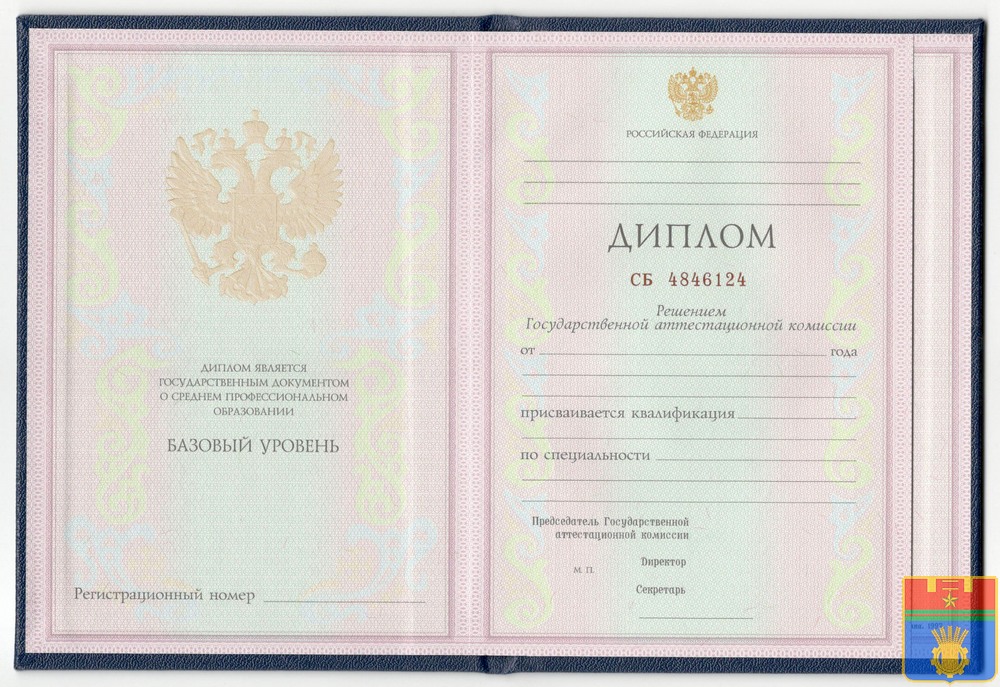 ДИПЛОМ ЯВЛЯЕТСЯ
ГОСУДАРСТВЕННЫМ ДОКУМЕНТОМ
О СРЕДНЕМ ПРОФЕССИОНАЛЬНОМ
ОБРАЗОВАНИИ
БАЗОВЫЙ УРОВЕНЬ
Регистрационный номер
РОССИЙСКАЯ ФЕДЕРАЦИЯ
ДИПЛОМ
СБ 4846124
Решением
Государственной аттестационной комиссии
от года
присваивается квалификация
по специальности
Председатель Государственной
аттестационной комиссии
Директор
М. П.
Секретарь